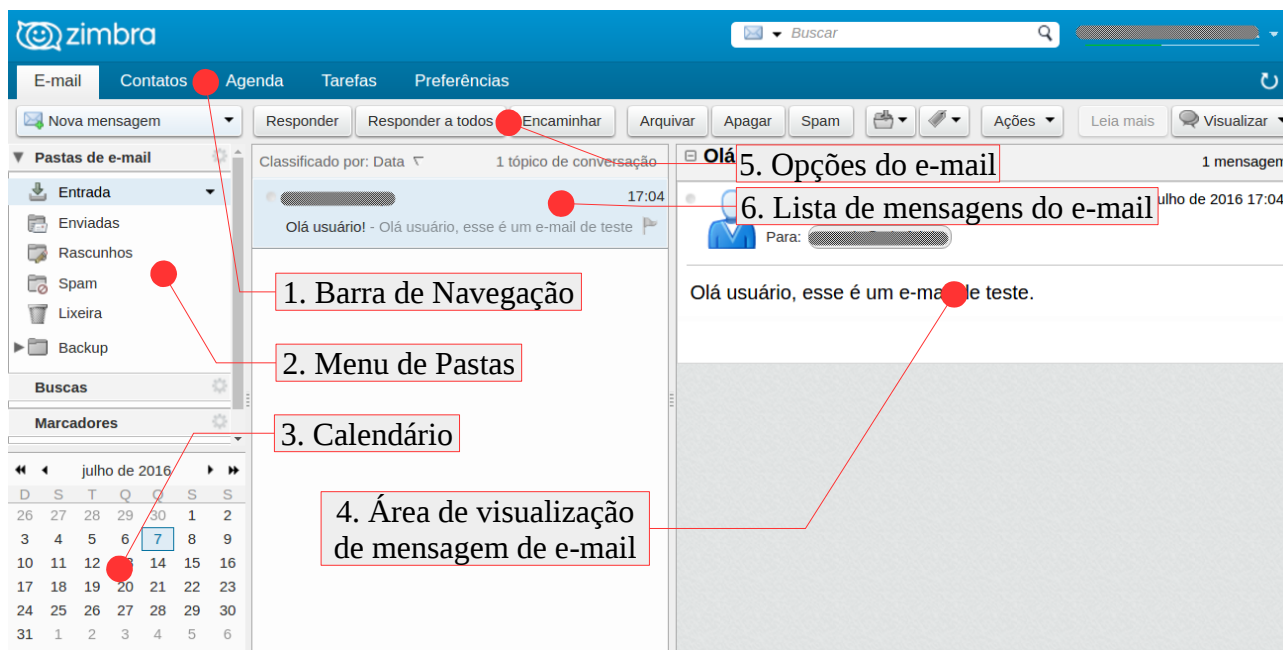 zimbra
Buscar
E-mail Contatos Agenda Tarefas Preferências
Nova mensagem Responder Responder a todos Encaminhar Arquivar Apagar Spam Ações Leia mais Visualizar
Pastas de e-mail
Classificado por: Data 1 tópico de conversação
Olá
1 mensagem
5. Opções do e-mail
Entrada
17:04
6. Lista de mensagens do e-mail
ulho de 2016 17:04
Enviadas
Olá usuário! - Olá usuário, esse é um e-mail de teste
Para:
Rascunhos
Spam
1. Barra de Navegação
Olá usuário, esse é um e-mail de teste.
Lixeira
Backup
2. Menu de Pastas
Buscas
Marcadores
3. Calendário
julho de 2016
D S T Q Q S S
26 27 28 29 30 1 2
3 4 5 6 7 8 9
10 11 12 13 14 15 16
17 18 19 20 21 22 23
24 25 26 27 28 29 30
31 1 2 3 4 5 6
4. Área de visualização
de mensagem de e-mail